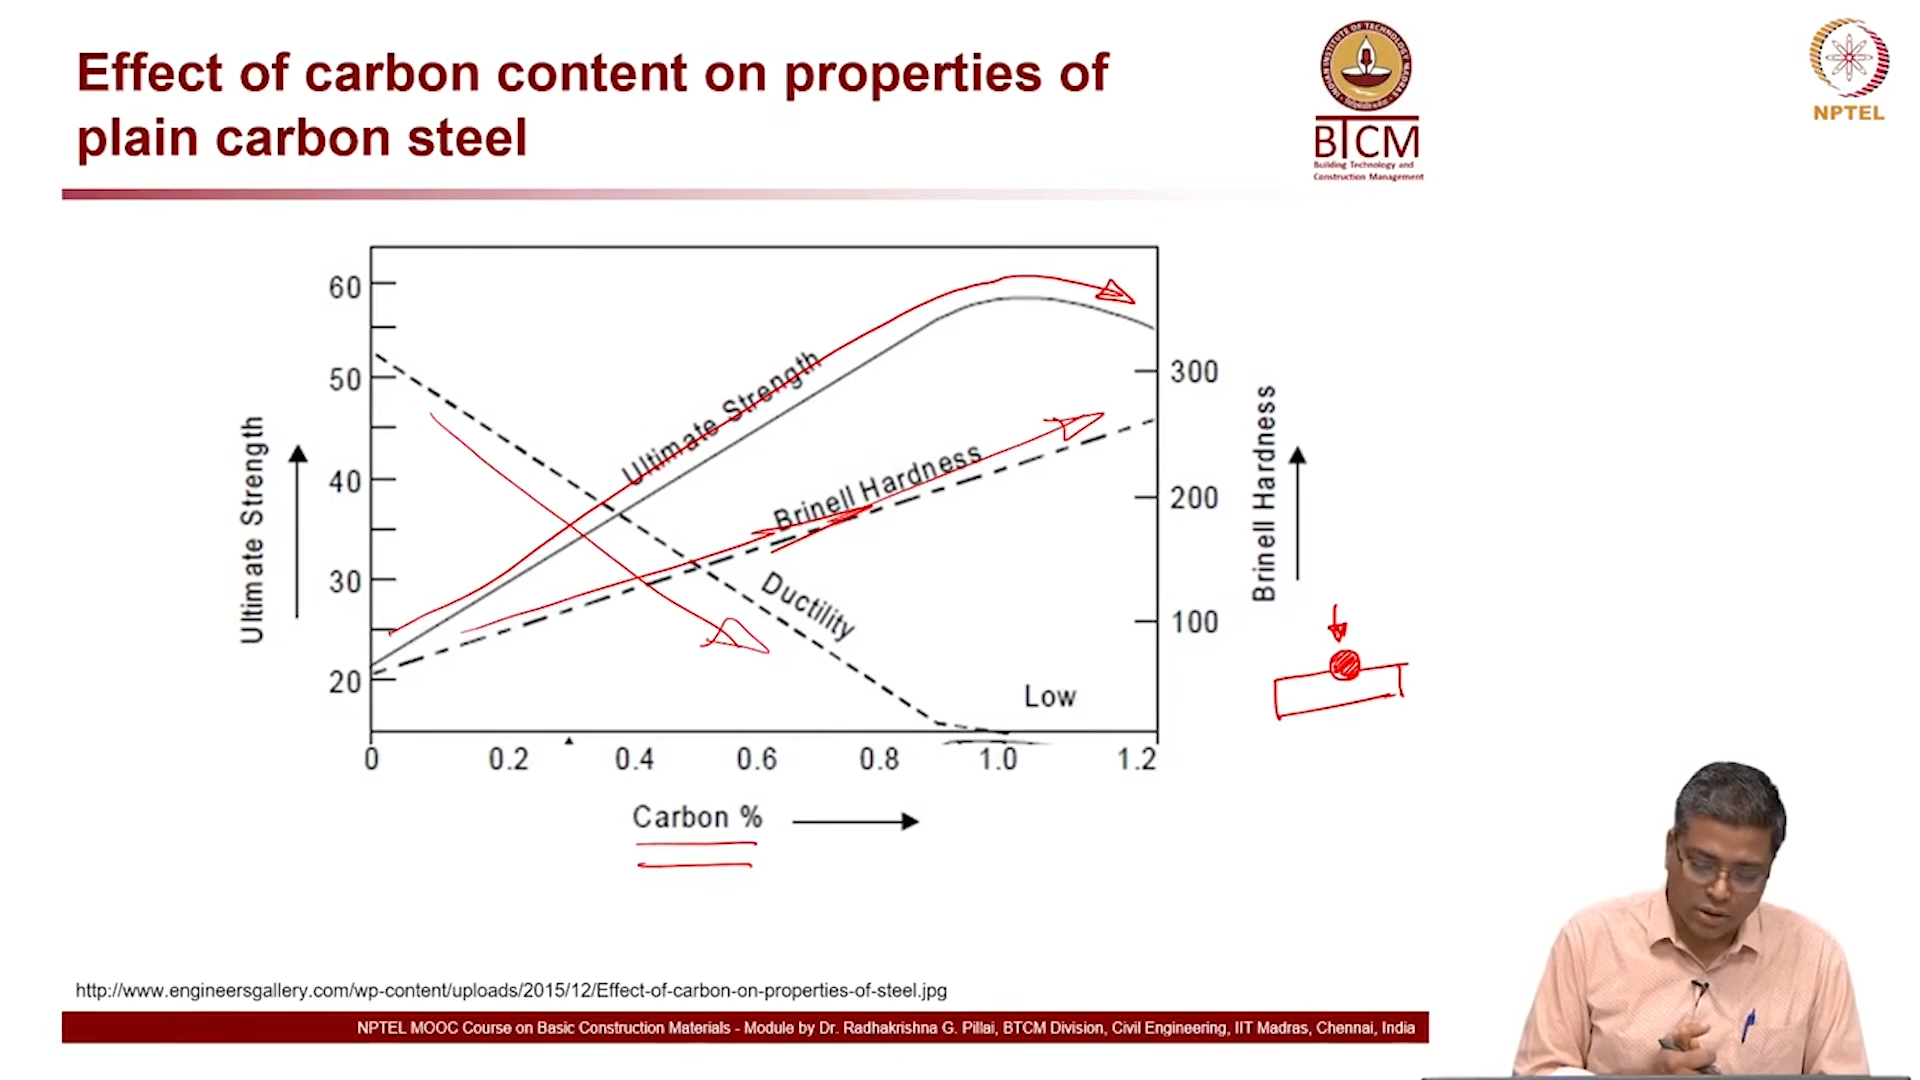 Effect of carbon content on properties of
plain carbon steel
BTCM
Building Technology and
Construction Management
NPTEL
60
50
40
30
20
Ultimate Strength
Ultimate Strength
Brinell Hardness
Ductility
Low
300
200
100
Brinell Hardness
0 0.2 0.4 0.6 0.8 1.0 1.2
Carbon %
http://www.engineersgallery.com/wp-content/uploads/2015/12/Effect-of-carbon-on-properties-of-steel.jpg
NPTEL MOOC Course on Basic Construction Materials - Module by Dr. Radhakrishna G. Pillai, BTCM Division, Civil Engineering, IIT Madras, Chennai, India